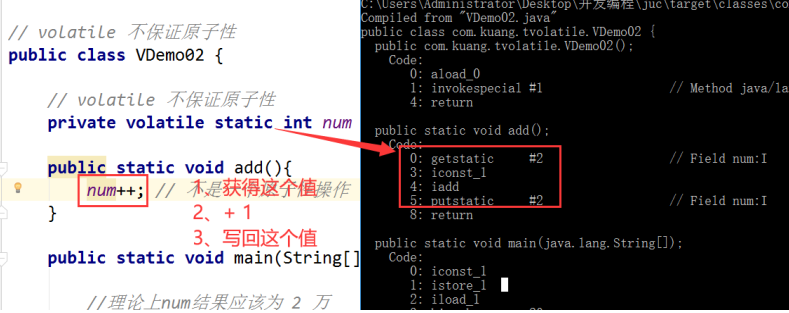 // volatile 不保证原子性
public class VDemo02 {
// volatile 不保证原子性
private volatile static int num
public static void add(){
num++; // 不是 操作
1、获得这个值
2、+ 1
3、写回这个值
}
public static void main(String[]
//理论上num结果应该为 2 万
C:\Users\Administrator\Desktop\开发编程\juc\target\classes\co
Compiled from "VDemo02.java"
public class com.kuang.tvolatile.VDemo02 {
public com.kuang.tvolatile.VDemo02();
Code:
0: aload_0
1: invokespecial #1 // Method java/la
4: return
public static void add();
Code:
0: getstatic #2 // Field num:I
3: iconst_1
4: iadd
5: putstatic #2 // Field num:I
8: return
public static void main(java.lang.String[]);
Code:
0: iconst_1
1: istore_1
2: iload_1